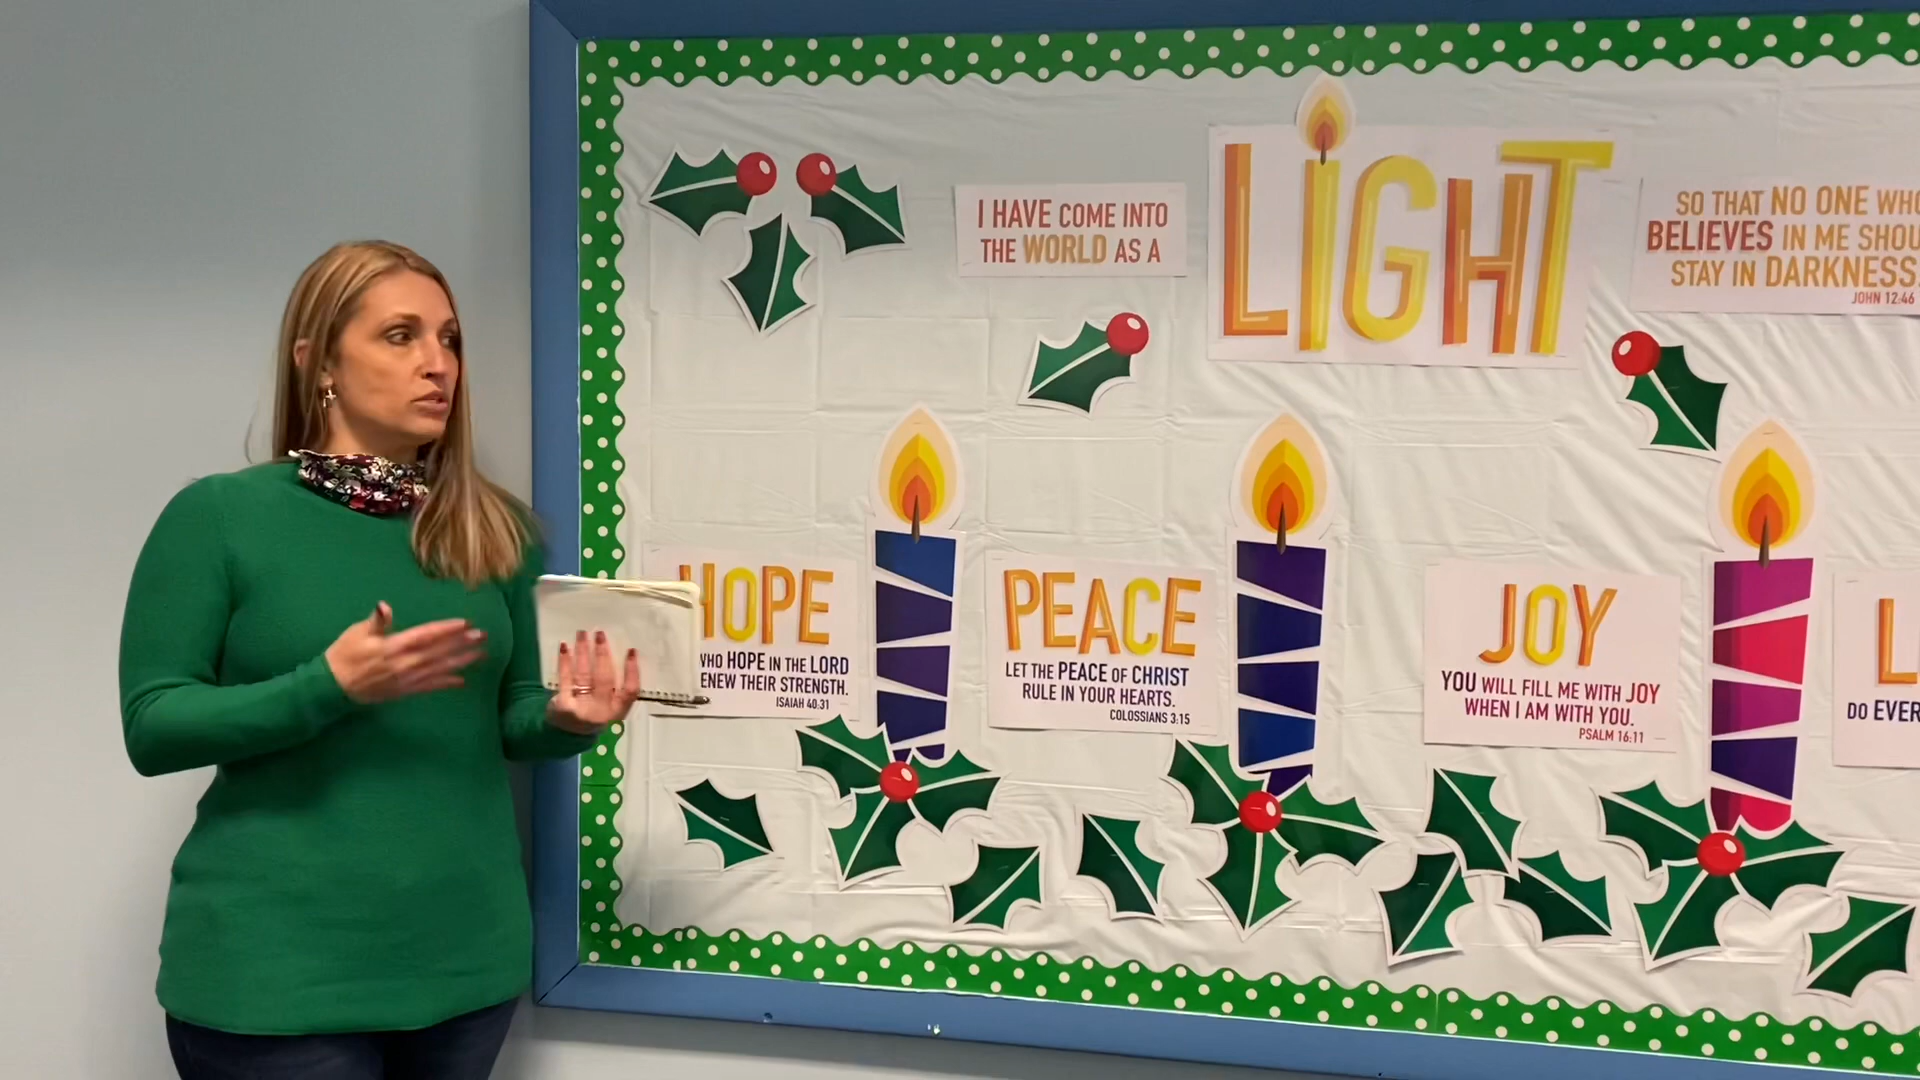 I HAVE COME INTO
THE WORLD AS A
LiGHT
SO THAT NO ONE WHO
BELIEVES IN ME SHOU
STAY IN DARKNESS.
JOHN 12:46
HOPE
WHO HOPE IN THE LORD
ENEW THEIR STRENGTH.
ISAIAH 40:31
PEACE
LET THE PEACE OF CHRIST
RULE IN YOUR HEARTS.
COLOSSIANS 3:15
JOY
YOU WILL FILL ME WITH JOY
WHEN I AM WITH YOU.
PSALM 16:11
L
DO EVER